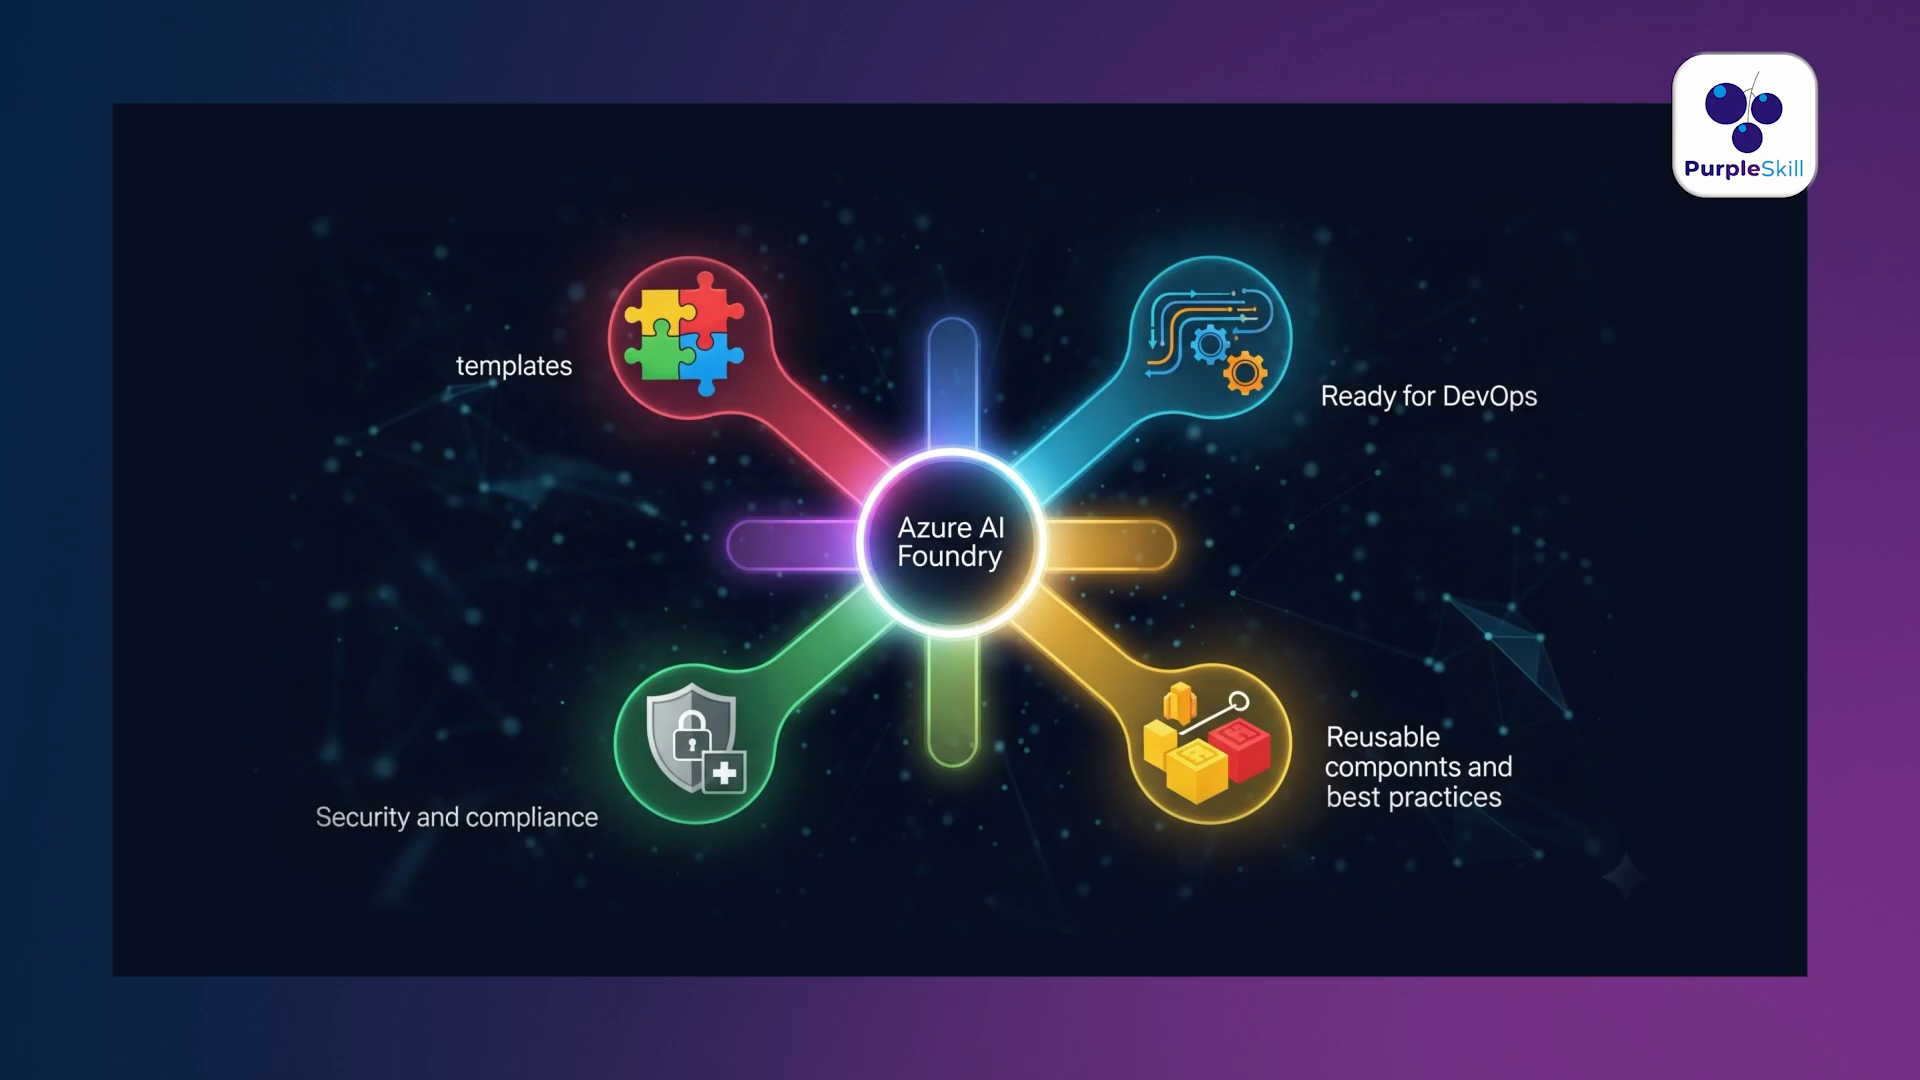 PurpleSkill
templates
Ready for DevOps
Azure AI
Foundry
Reusable
componnts and
best practices
Security and compliance